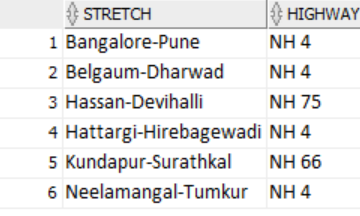 STRETCH HIGHWAY
1 Bangalore-Pune NH 4
2 Belgaum-Dharwad NH 4
3 Hassan-Devihalli NH 75
4 Hattargi-Hirebagewadi NH 4
5 Kundapur-Surathkal NH 66
6 Neelamangal-Tumkur NH 4